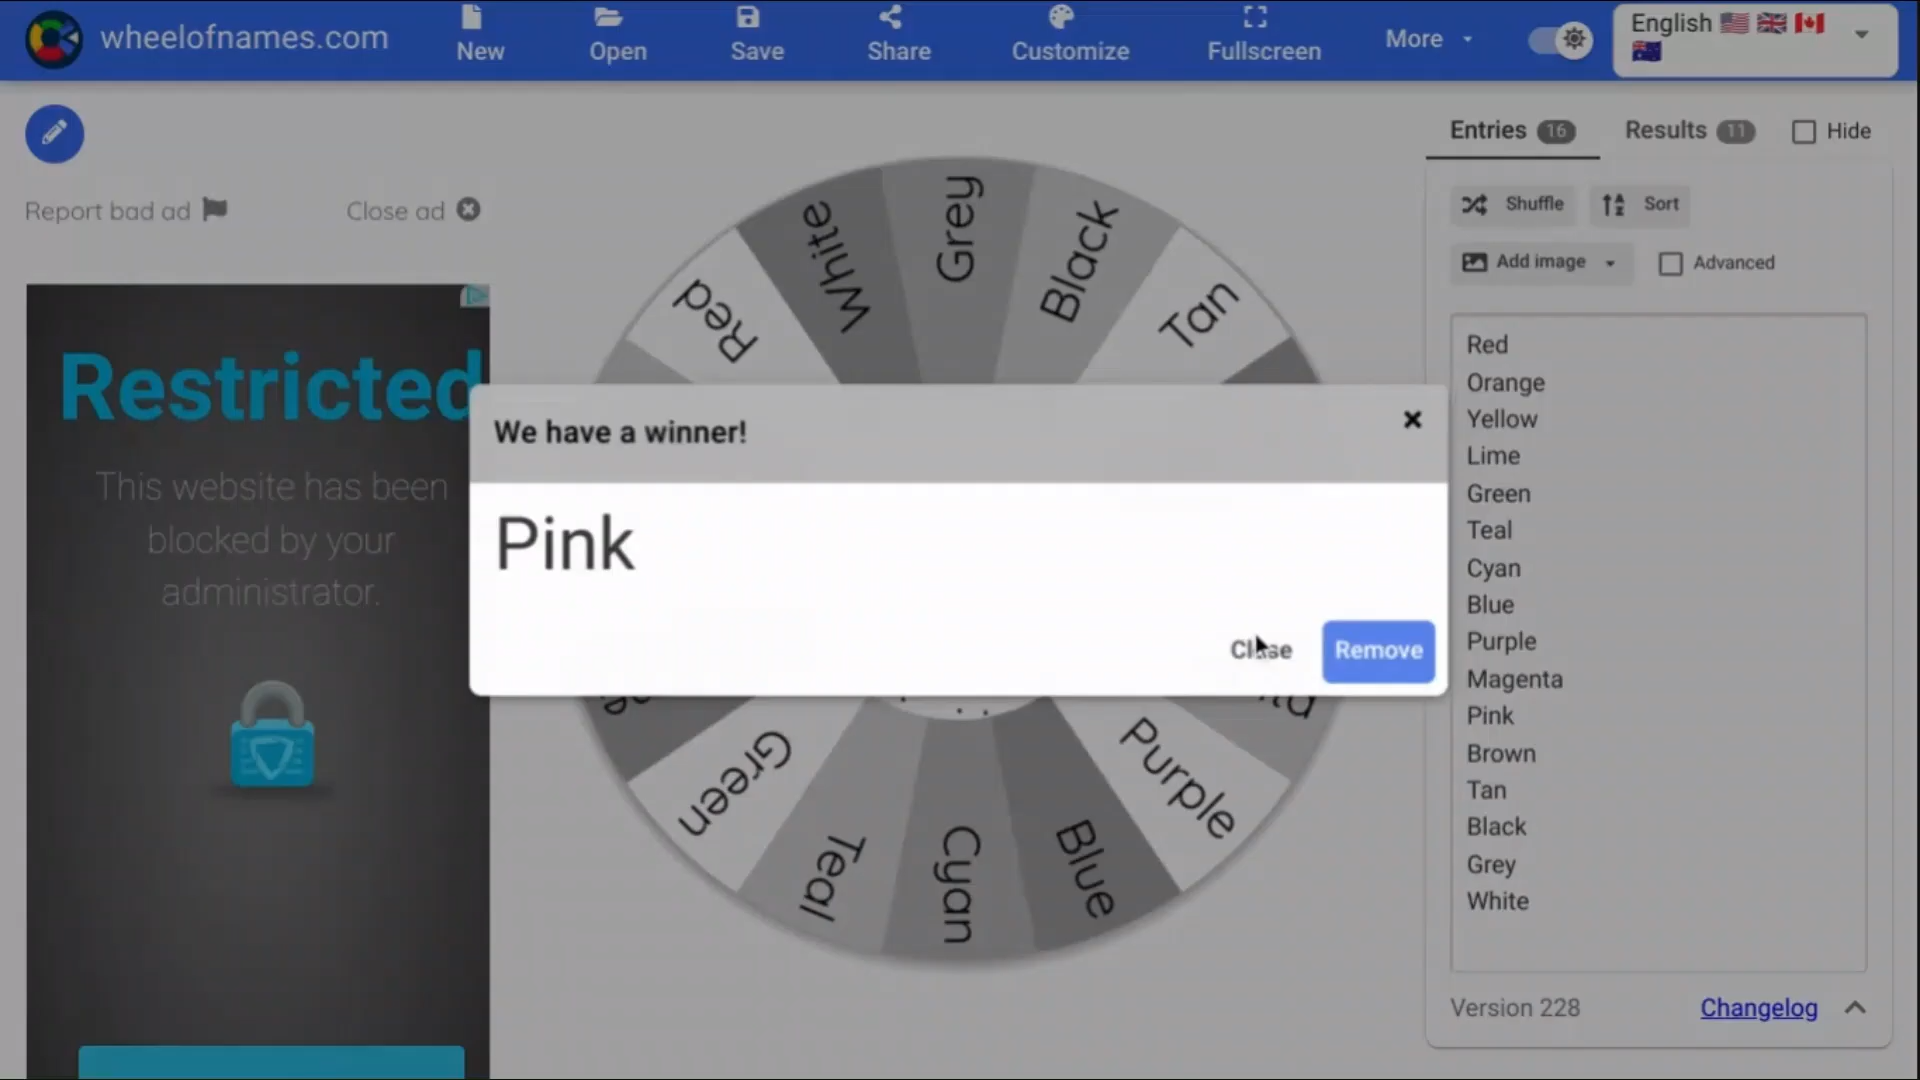 wheelofnames.com
New
Open
Save
Share
Customize
Fullscreen
More
English
Report bad ad
Close ad
Restricted
This website has been
blocked by your
administrator.
Red
White
Grey
Black
Tan
We have a winner!
Pink
Close
Remove
Green
Teal
Cyan
Blue
Purple
Entries 16
Results 11
Hide
Shuffle
Sort
Add image
Advanced
Red
Orange
Yellow
Lime
Green
Teal
Cyan
Blue
Purple
Magenta
Pink
Brown
Tan
Black
Grey
White
Version 228
Changelog